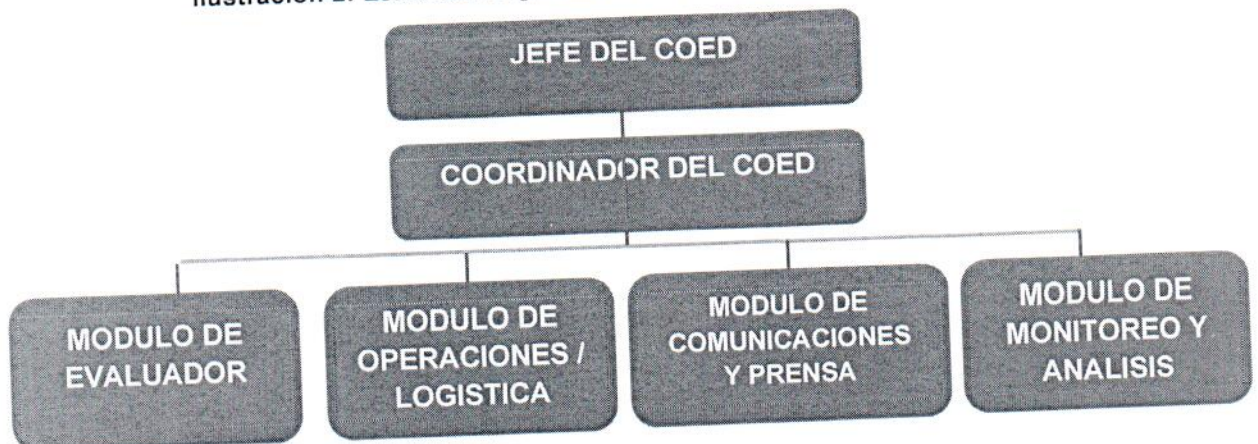 JEFE DEL COED
COORDINADOR DEL COED
MODULO DE
EVALUADOR
MODULO DE
OPERACIONES /
LOGISTICA
MODULO DE
COMUNICACIONES
Y PRENSA
MODULO DE
MONITOREO Y
ANALISIS